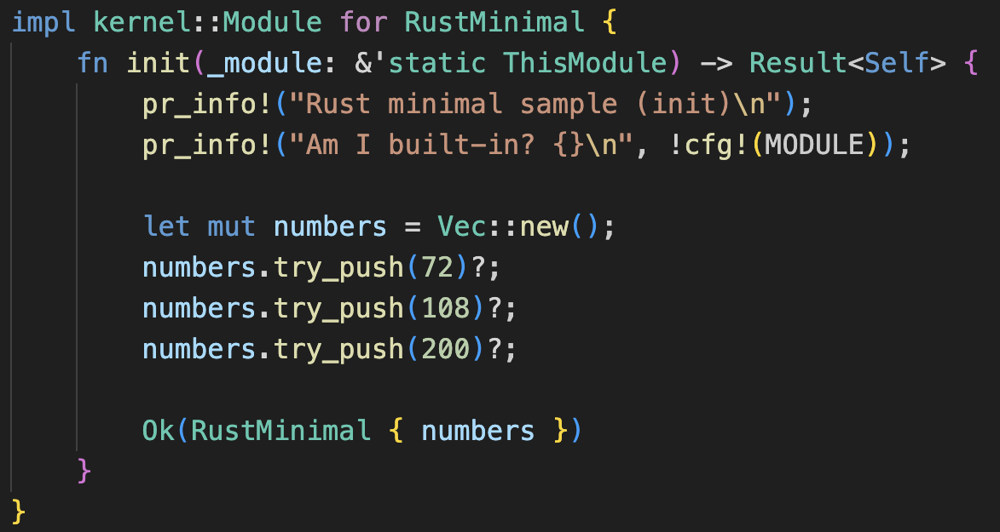 impl kernel::Module for RustMinimal {
    fn init(_module: &'static ThisModule) -> Result<Self> {
        pr_info!("Rust minimal sample (init)\n");
        pr_info!("Am I built-in? {}\n", !cfg!(MODULE));

        let mut numbers = Vec::new();
        numbers.try_push(72)?;
        numbers.try_push(108)?;
        numbers.try_push(200)?;

        Ok(RustMinimal { numbers })
    }
}